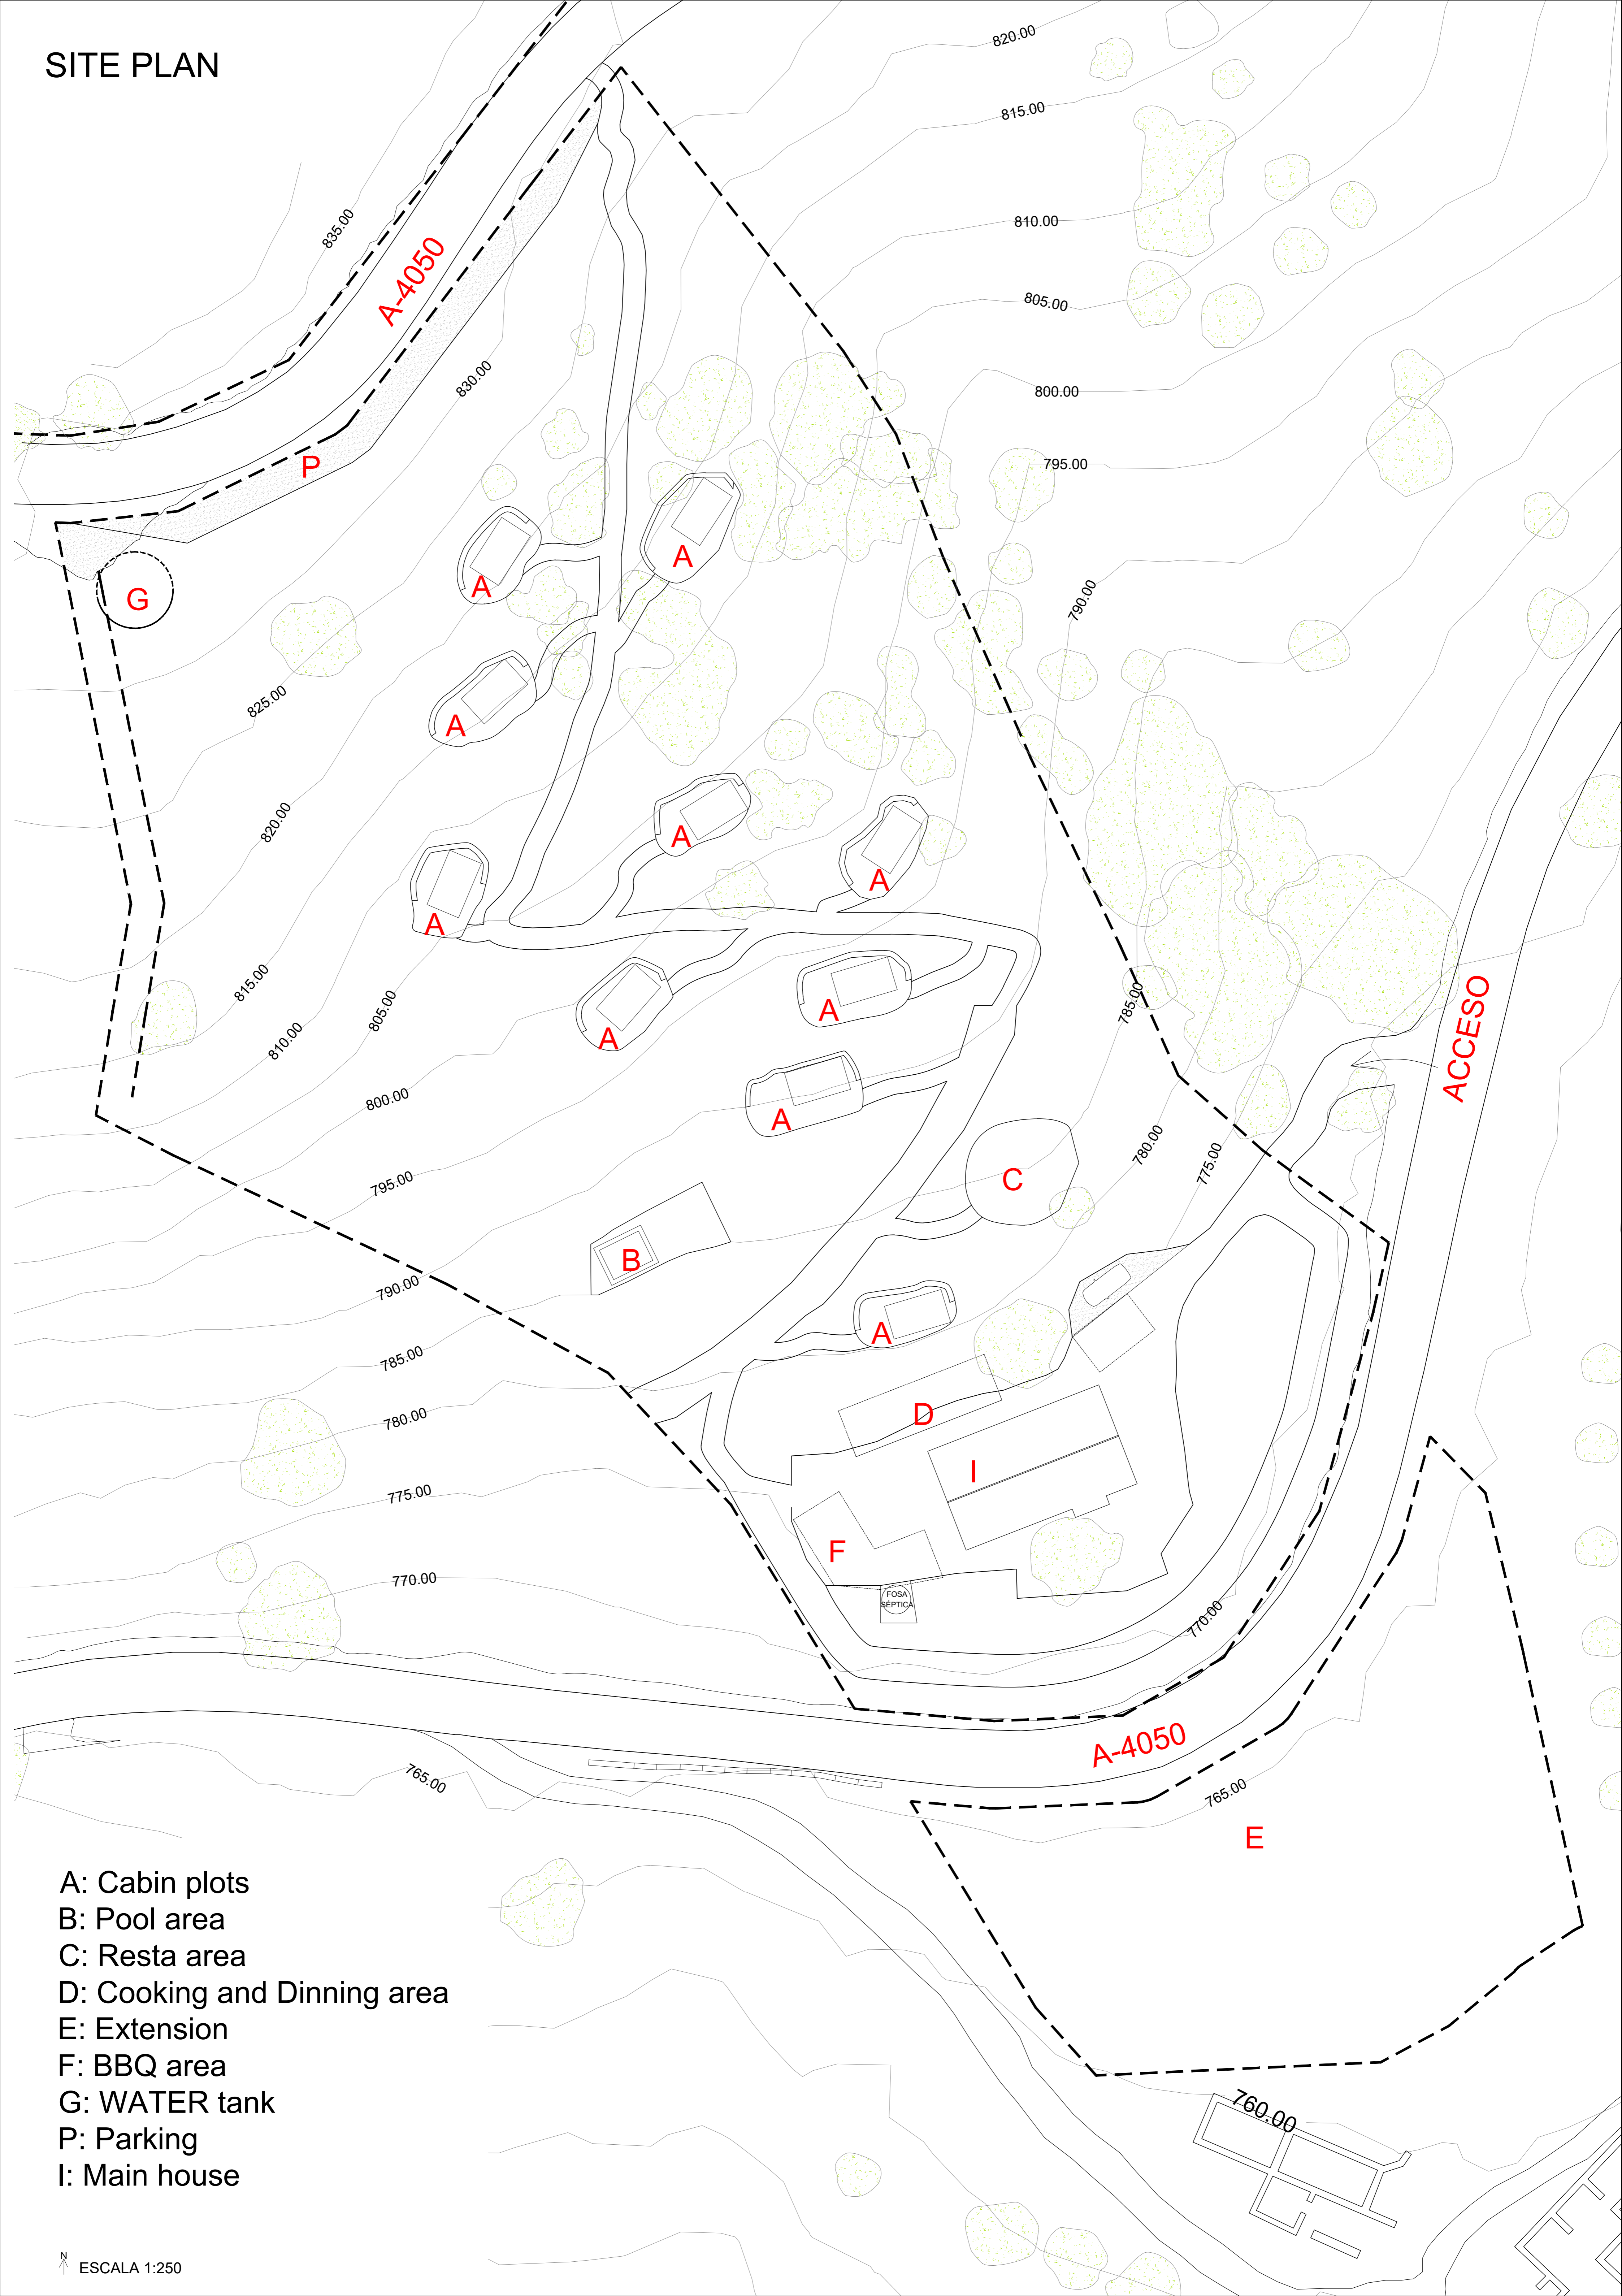 SITE PLAN
820.00
815.00
835.00
810.00
A-4050
805.00
830.00
800.00
P
795.00
A
A
G
790.00
825.00
A
820.00
A
A
A
815.00
785.00
805.00
A
A
810.00
ACCESO
800.00
A
780.00
775.00
C
795.00
B
790.00
A
785.00
D
780.00
I
775.00
F
770.00
FOSA
SÉPTICA
770.00
A-4050
765.00
765.00
E
A: Cabin plots
B: Pool area
C: Resta area
D: Cooking and Dinning area
E: Extension
F: BBQ area
G: WATER tank
P: Parking
I: Main house
760.00
N
ESCALA 1:250